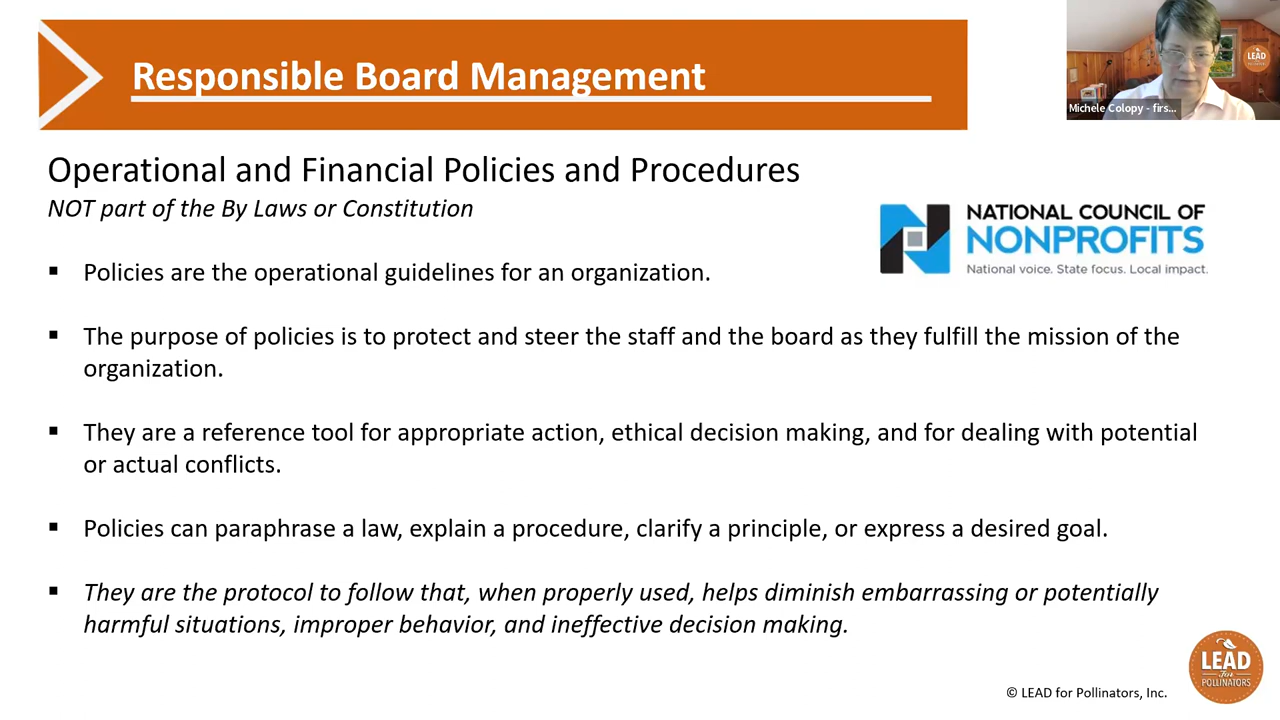 Responsible Board Management
LEAD
Michele Colopy - firs...
Operational and Financial Policies and Procedures
NOT part of the By Laws or Constitution
NATIONAL COUNCIL OF
NONPROFITS
National voice. State focus. Local impact.
▪ Policies are the operational guidelines for an organization.
▪ The purpose of policies is to protect and steer the staff and the board as they fulfill the mission of the
organization.
▪ They are a reference tool for appropriate action, ethical decision making, and for dealing with potential
or actual conflicts.
▪ Policies can paraphrase a law, explain a procedure, clarify a principle, or express a desired goal.
▪ They are the protocol to follow that, when properly used, helps diminish embarrassing or potentially
harmful situations, improper behavior, and ineffective decision making.
LEAD
for
POLLINATORS
© LEAD for Pollinators, Inc.